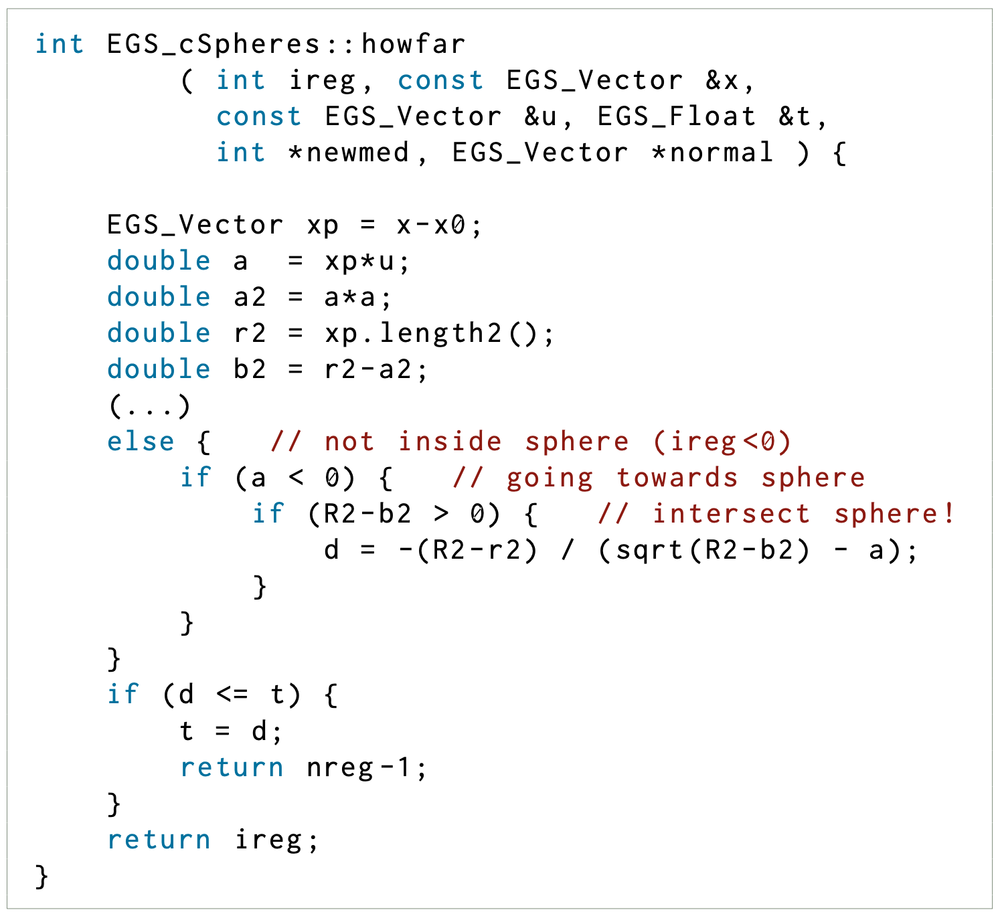 int EGS_cSpheres::howfar
( int ireg, const EGS_Vector &x,
const EGS_Vector &u, EGS_Float &t,
int *newmed, EGS_Vector *normal ) {
EGS_Vector xp = x-x0;
double a = xp*u;
double a2 = a*a;
double r2 = xp.length2();
double b2 = r2-a2;
(...)
else { // not inside sphere (ireg<0)
if (a < 0) { // going towards sphere
if (R2-b2 > 0) { // intersect sphere!
d = -(R2-r2) / (sqrt(R2-b2) - a);
}
}
}
if (d <= t) {
t = d;
return nreg-1;
}
return ireg;
}